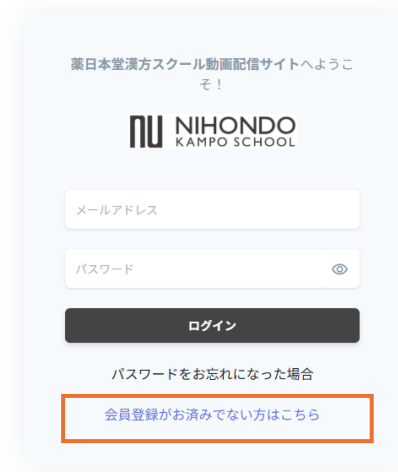 薬日本堂漢方スクール動画配信サイトへようこ
そ！
NIHONDO
KAMPO SCHOOL
メールアドレス
パスワード
ログイン
パスワードをお忘れになった場合
会員登録がお済みでない方はこちら